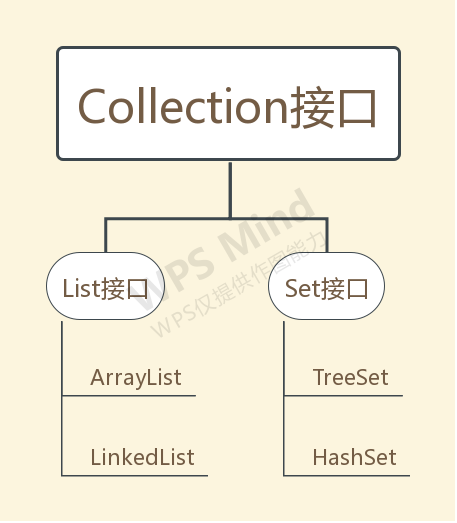 Collection接口
WPS Mind
WPS仅提供作图能力
List接口
Set接口
ArrayList
TreeSet
LinkedList
HashSet